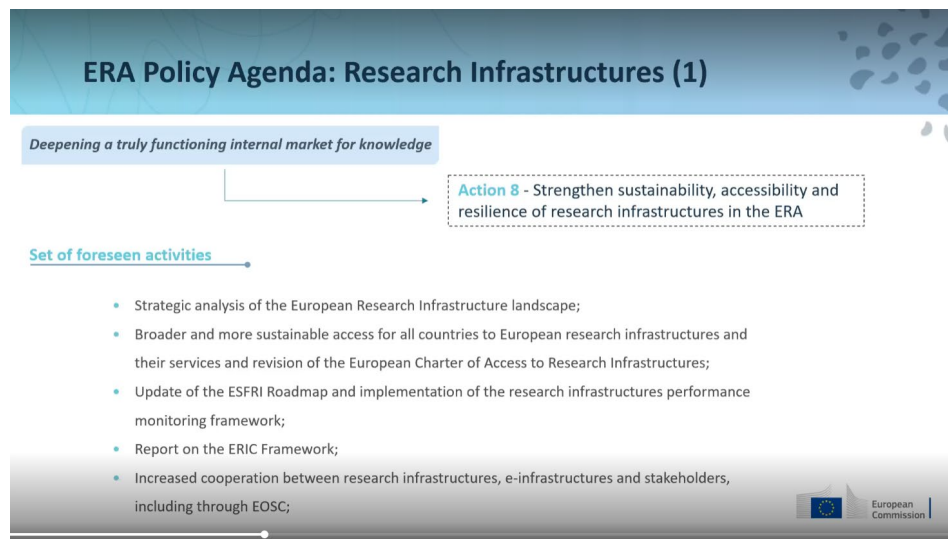 ERA Policy Agenda: Research Infrastructures (1)
Deepening a truly functioning internal market for knowledge
Action 8 - Strengthen sustainability, accessibility and
resilience of research infrastructures in the ERA
Set of foreseen activities
• Strategic analysis of the European Research Infrastructure landscape;
• Broader and more sustainable access for all countries to European research infrastructures and
their services and revision of the European Charter of Access to Research Infrastructures;
• Update of the ESFRI Roadmap and implementation of the research infrastructures performance
monitoring framework;
• Report on the ERIC Framework;
• Increased cooperation between research infrastructures, e-infrastructures and stakeholders,
including through EOSC;
European
Commission